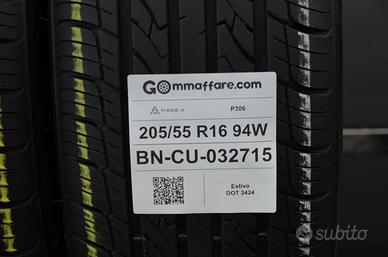 GOmmaffare.com
THREE-A
P306
205/55 R16 94W
BN-CU-032715
Estivo
DOT 3424
subito